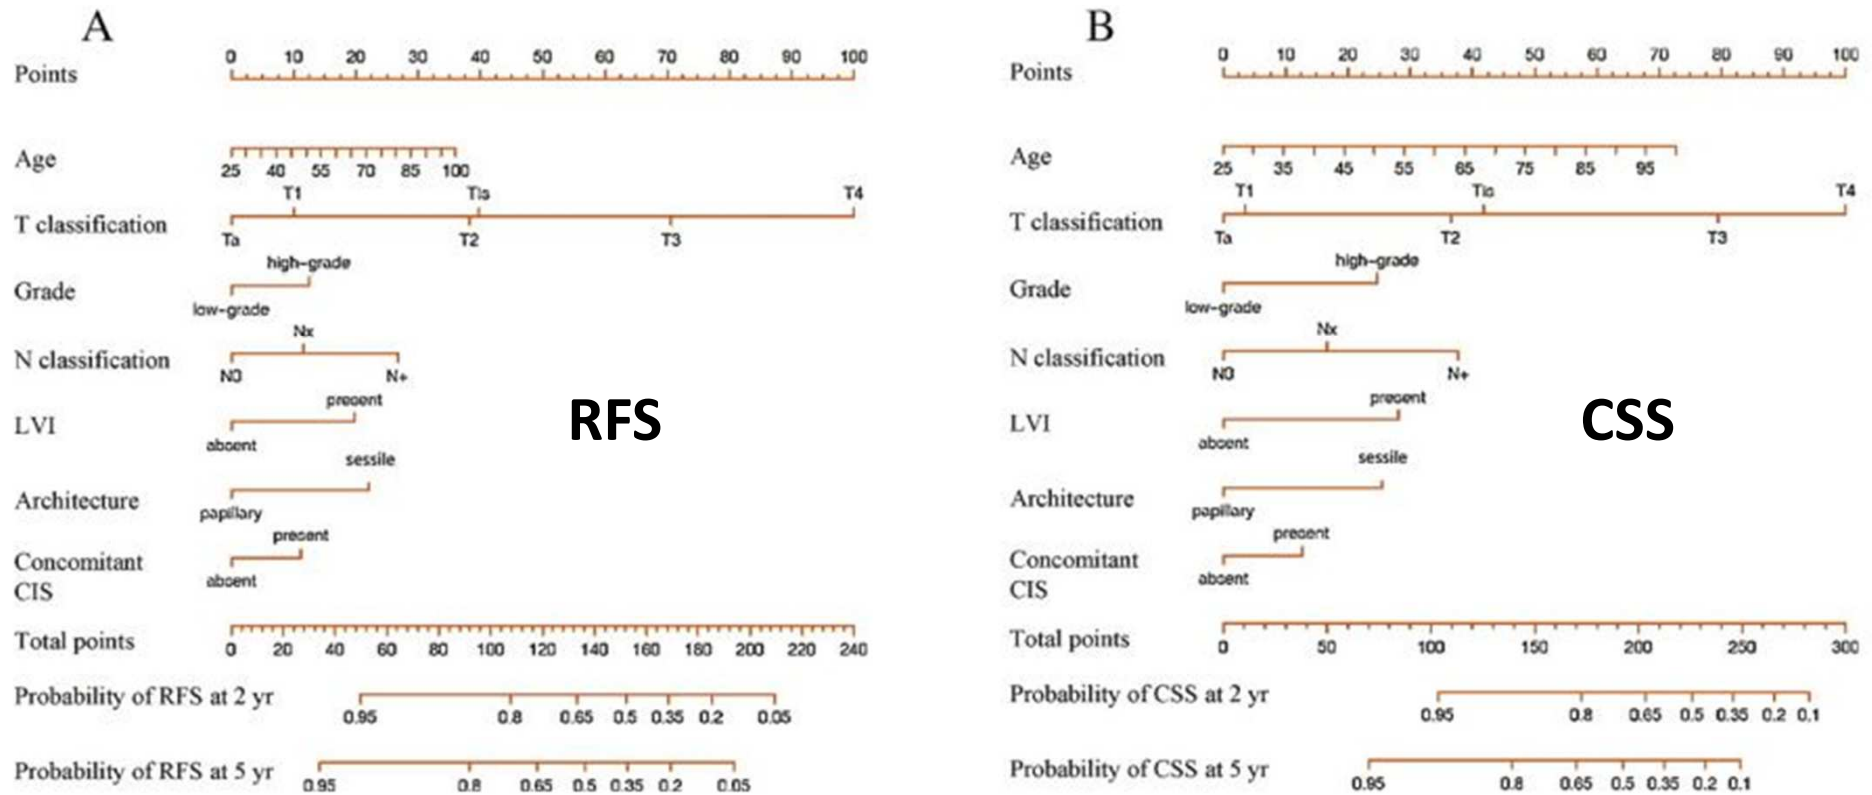 A
0 10 20 30 40 50 60 70 80 90 100
Points
Age
25 40 55 70 85 100
T1 TIs T4
T classification
Ta T2 T3
high-grade
Grade
low-grade
Nx
N classification
N0 N+
present
LVI
absent
sessile
Architecture
papillary
present
Concomitant
CIS
absent
RFS
Total points
0 20 40 60 80 100 120 140 160 180 200 220 240
Probability of RFS at 2 yr
0.95 0.8 0.65 0.5 0.35 0.2 0.05
Probability of RFS at 5 yr
0.95 0.8 0.65 0.5 0.35 0.2 0.05
B
0 10 20 30 40 50 60 70 80 90 100
Points
Age
25 35 45 55 65 75 85 95
T1 TIs T4
T classification
Ta T2 T3
high-grade
Grade
low-grade
Nx
N classification
N0 N+
present
LVI
absent
sessile
Architecture
papillary
present
Concomitant
CIS
absent
CSS
Total points
0 50 100 150 200 250 300
Probability of CSS at 2 yr
0.95 0.8 0.65 0.5 0.35 0.2 0.1
Probability of CSS at 5 yr
0.95 0.8 0.65 0.5 0.35 0.2 0.1